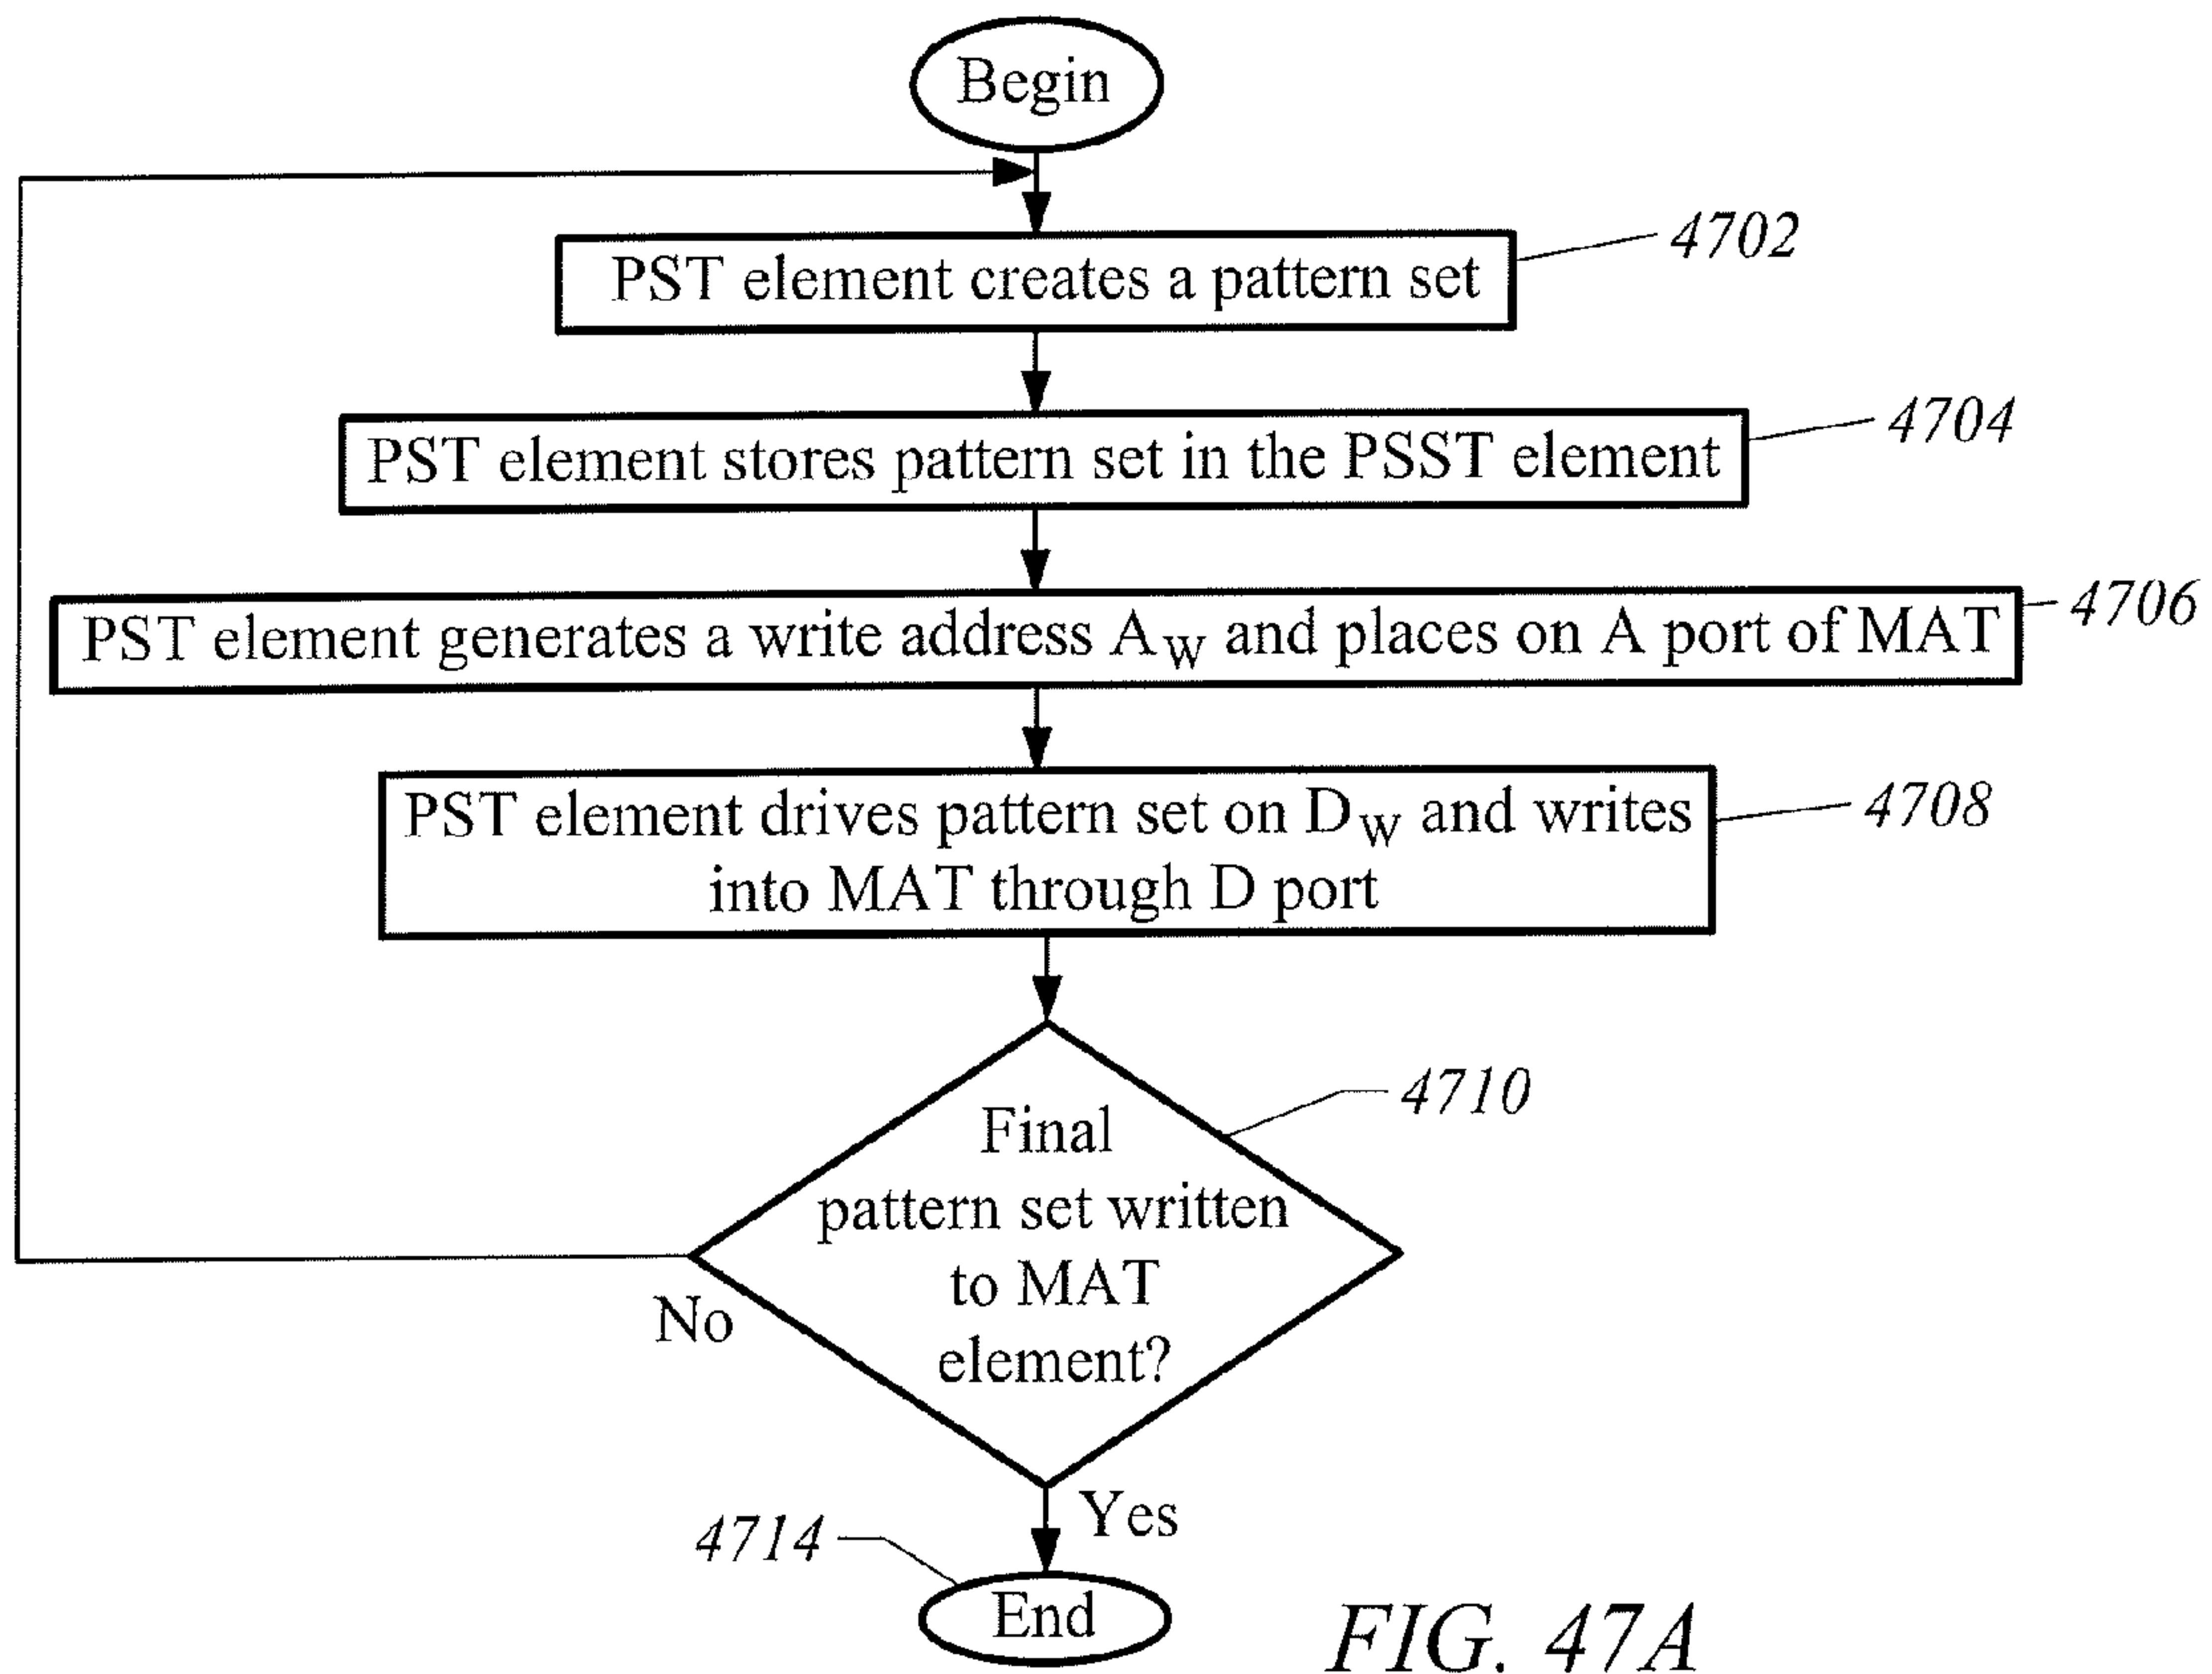 Begin
4702
PST element creates a pattern set
4704
PST element stores pattern set in the PSST element
4706
PST element generates a write address AW and places on A port of MAT
4708
PST element drives pattern set on DW and writes
into MAT through D port
4710
Final
pattern set written
to MAT
element?
No
Yes
4714
End
FIG. 47A